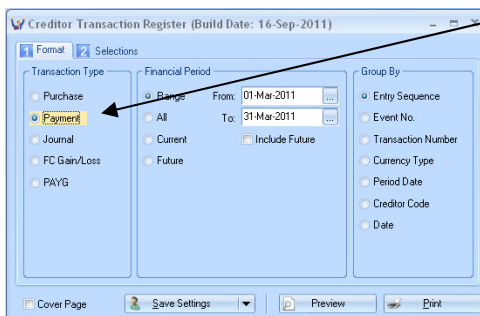 Creditor Transaction Register (Build Date: 16-Sep-2011)
1 Format 2 Selections
Transaction Type
Purchase
Payment
Journal
FC Gain/Loss
PAYG
Financial Period
Range From: 01-Mar-2011 ...
All To: 31-Mar-2011 ...
Current Include Future
Future
Group By
Entry Sequence
Event No.
Transaction Number
Currency Type
Period Date
Creditor Code
Date
Cover Page Save Settings Preview Print